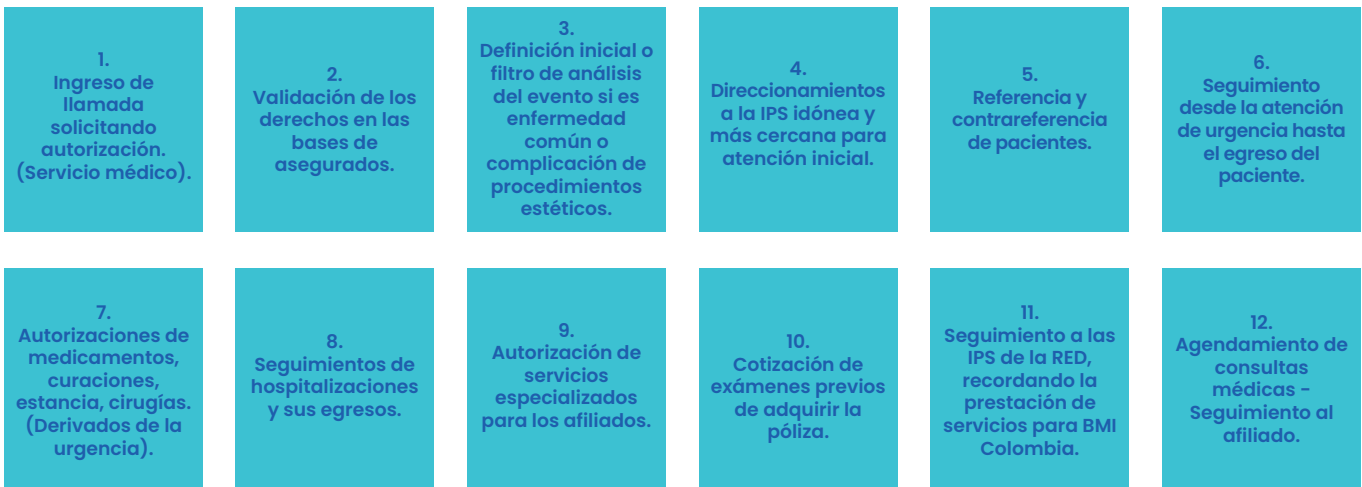 1.
Ingreso de
llamada
solicitando
autorización.
(Servicio médico).
2.
Validación de los
derechos en las
bases de
asegurados.
3.
Definición inicial o
filtro de análisis
del evento si es
enfermedad
común o
complicación de
procedimientos
estéticos.
4.
Direccionamientos
a la IPS idónea y
más cercana para
atención inicial.
5.
Referencia y
contrareferencia
de pacientes.
6.
Seguimiento
desde la atención
de urgencia hasta
el egreso del
paciente.
7.
Autorizaciones de
medicamentos,
curaciones,
estancia, cirugías.
(Derivados de la
urgencia).
8.
Seguimientos de
hospitalizaciones
y sus egresos.
9.
Autorización de
servicios
especializados
para los afiliados.
10.
Cotización de
exámenes previos
de adquirir la
póliza.
11.
Seguimiento a las
IPS de la RED,
recordando la
prestación de
servicios para BMI
Colombia.
12.
Agendamiento de
consultas
médicas -
Seguimiento al
afiliado.